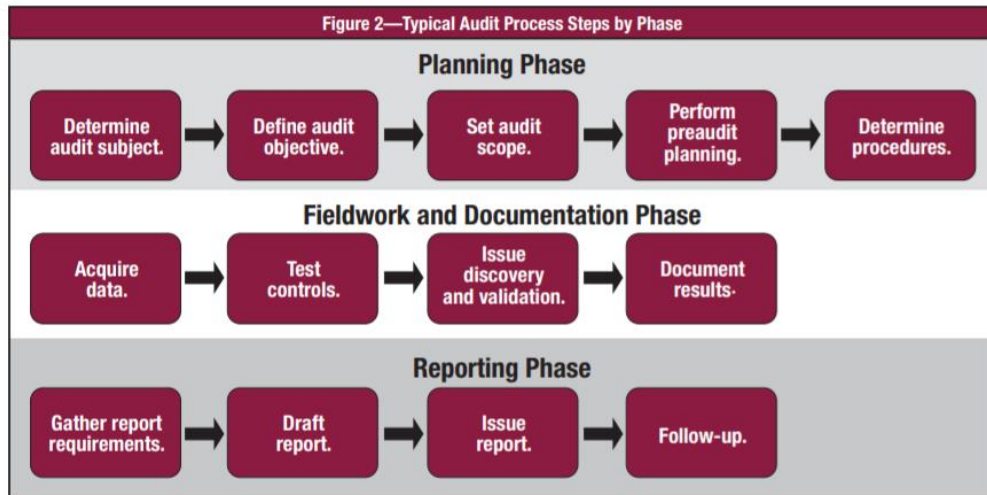 Figure 2—Typical Audit Process Steps by Phase
Planning Phase
Determine
audit subject.
Define audit
objective.
Set audit
scope.
Perform
preaudit
planning.
Determine
procedures.
Fieldwork and Documentation Phase
Acquire
data.
Test
controls.
Issue
discovery
and validation.
Document
results.
Reporting Phase
Gather report
requirements.
Draft
report.
Issue
report.
Follow-up.